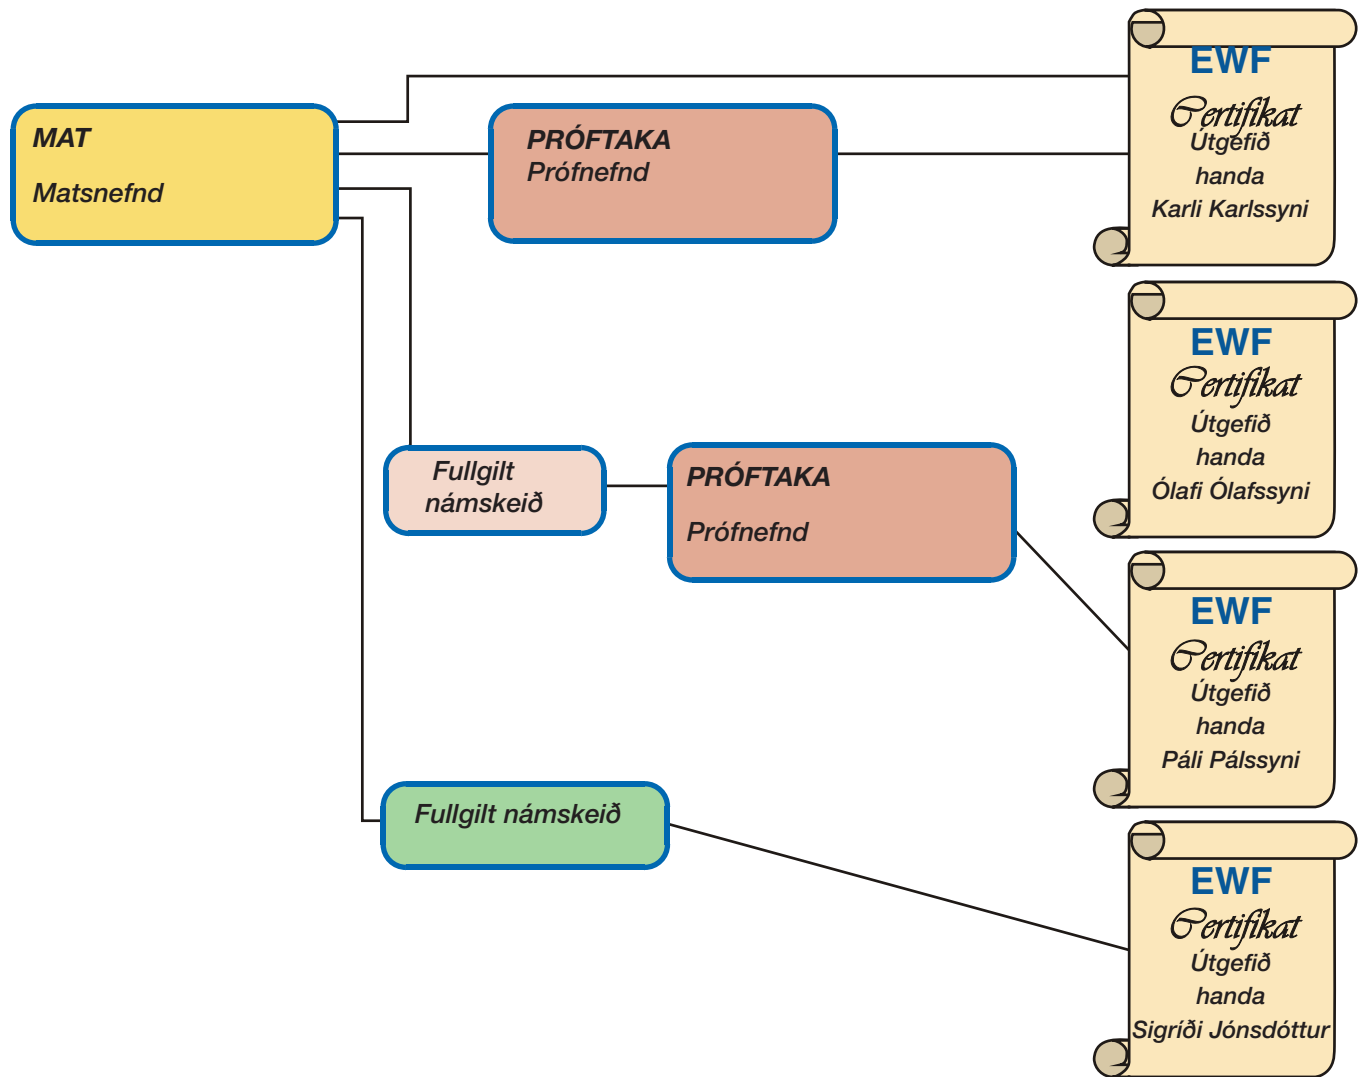 MAT
Matsnefnd
PRÓFTAKA
Prófnefnd
EWF
Certifikat
Útgefið
handa
Karli Karlssyni
EWF
Certifikat
Útgefið
handa
Ólafi Ólafssyni
Fullgilt
námskeið
PRÓFTAKA
Prófnefnd
EWF
Certifikat
Útgefið
handa
Páli Pálssyni
Fullgilt námskeið
EWF
Certifikat
Útgefið
handa
Sigríði Jónsdóttur